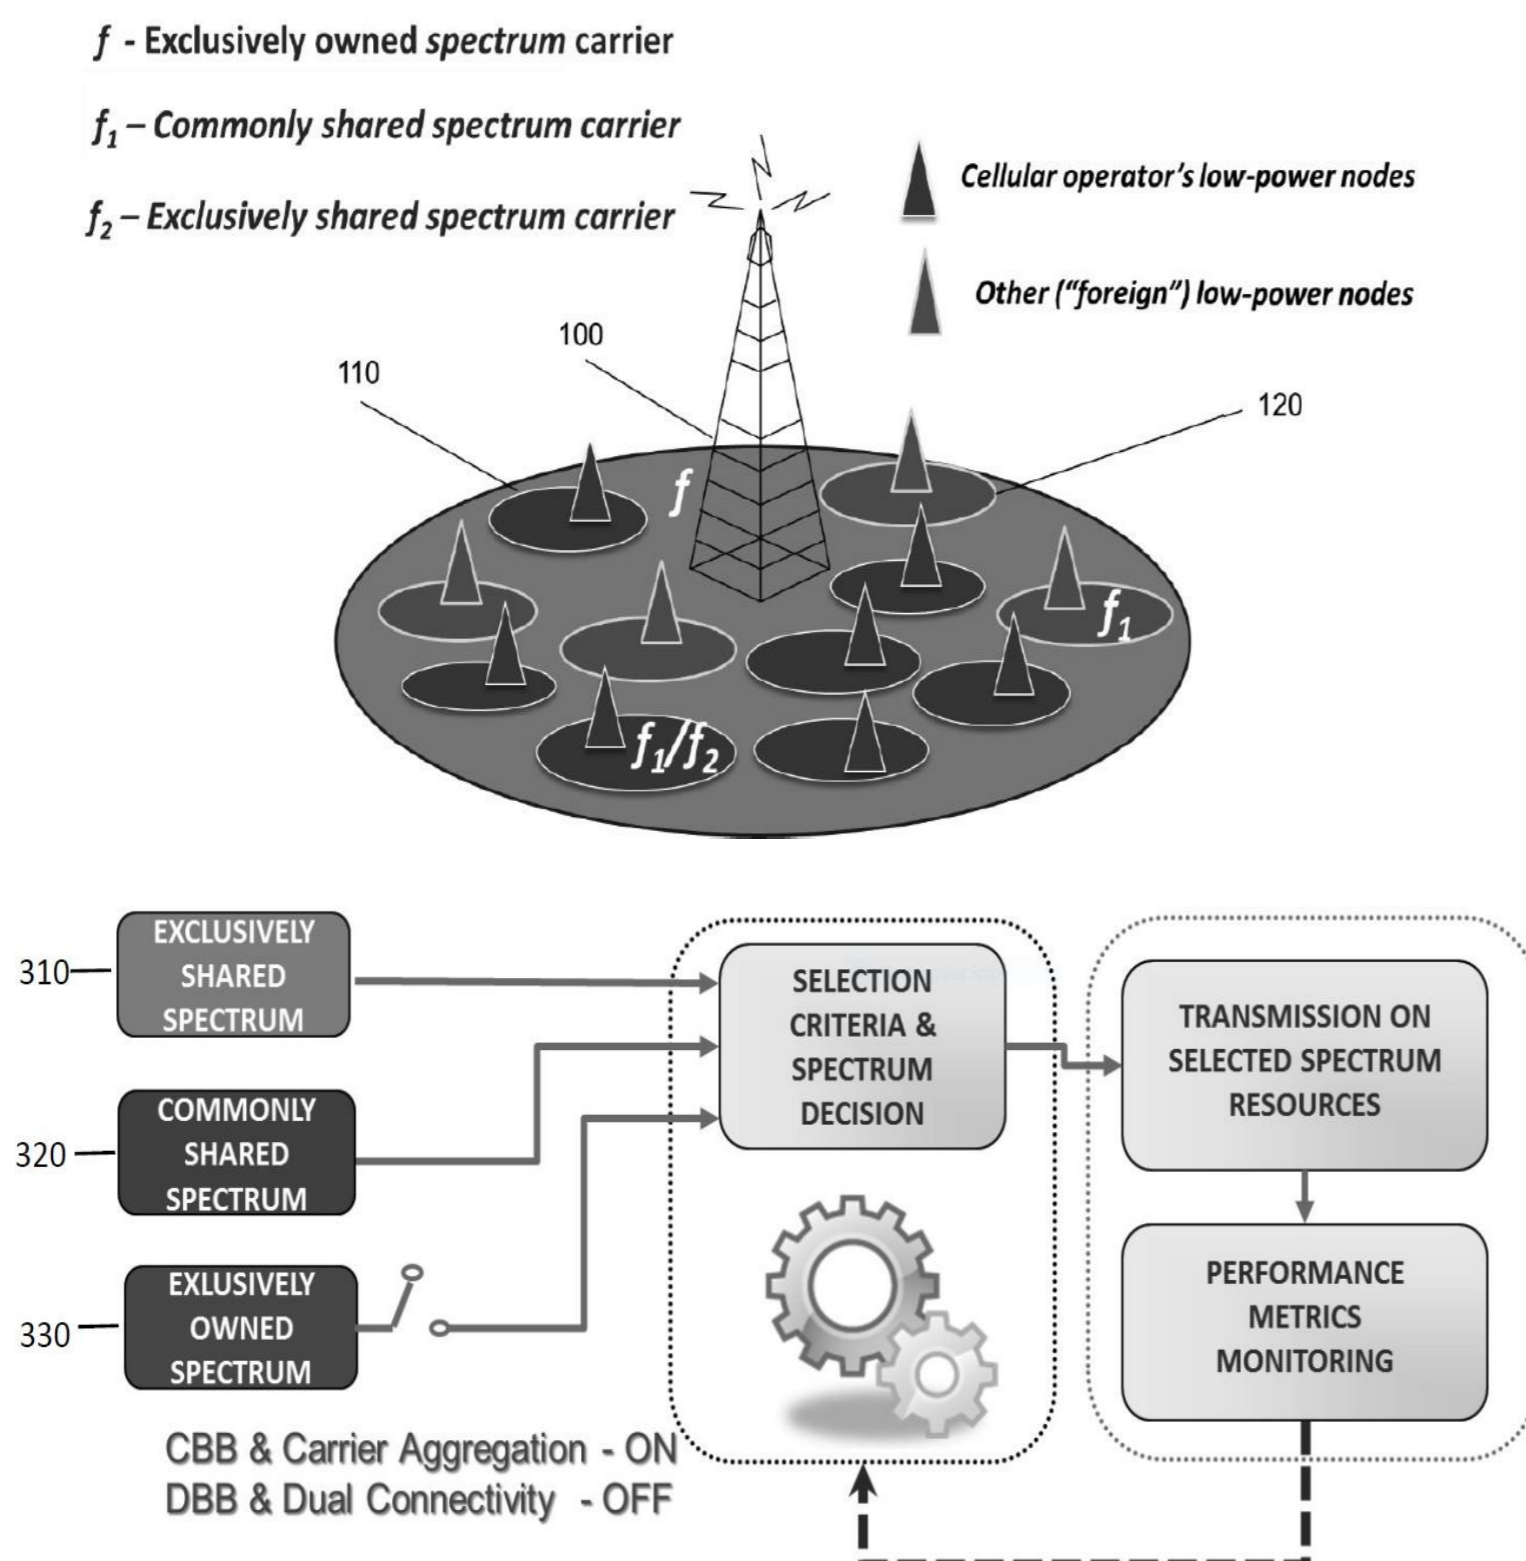 f - Exclusively owned spectrum carrier
f1 – Commonly shared spectrum carrier
f2 – Exclusively shared spectrum carrier
Cellular operator's low-power nodes
Other ("foreign") low-power nodes
100
110
120
f
f1
f1/f2
310
EXCLUSIVELY
SHARED
SPECTRUM
320
COMMONLY
SHARED
SPECTRUM
330
EXLUSIVELY
OWNED
SPECTRUM
SELECTION
CRITERIA &
SPECTRUM
DECISION
TRANSMISSION ON
SELECTED SPECTRUM
RESOURCES
PERFORMANCE
METRICS
MONITORING
CBB & Carrier Aggregation - ON
DBB & Dual Connectivity - OFF